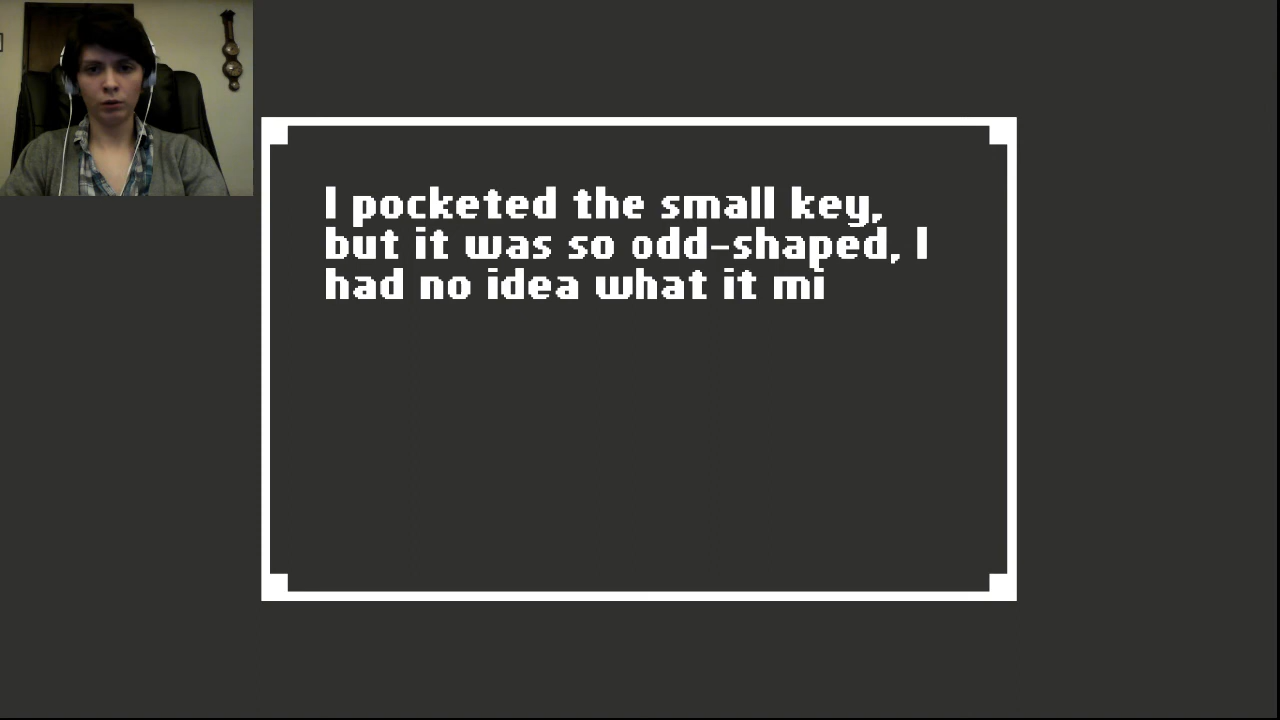 I pocketed the small key,
but it was so odd-shaped, I
had no idea what it mi